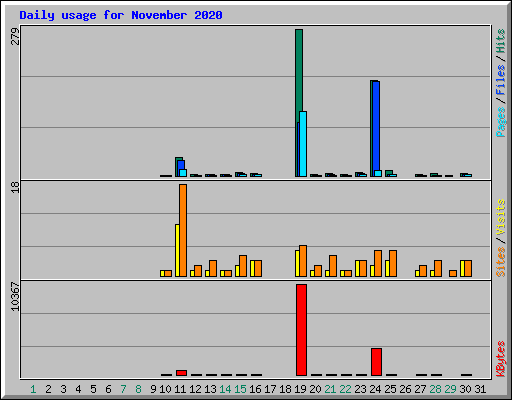 Daily usage for November 2020
279
Pages / Files / Hits
18
Sites / Visits
10367
KBytes
1 2 3 4 5 6 7 8 9 10 11 12 13 14 15 16 17 18 19 20 21 22 23 24 25 26 27 28 29 30 31